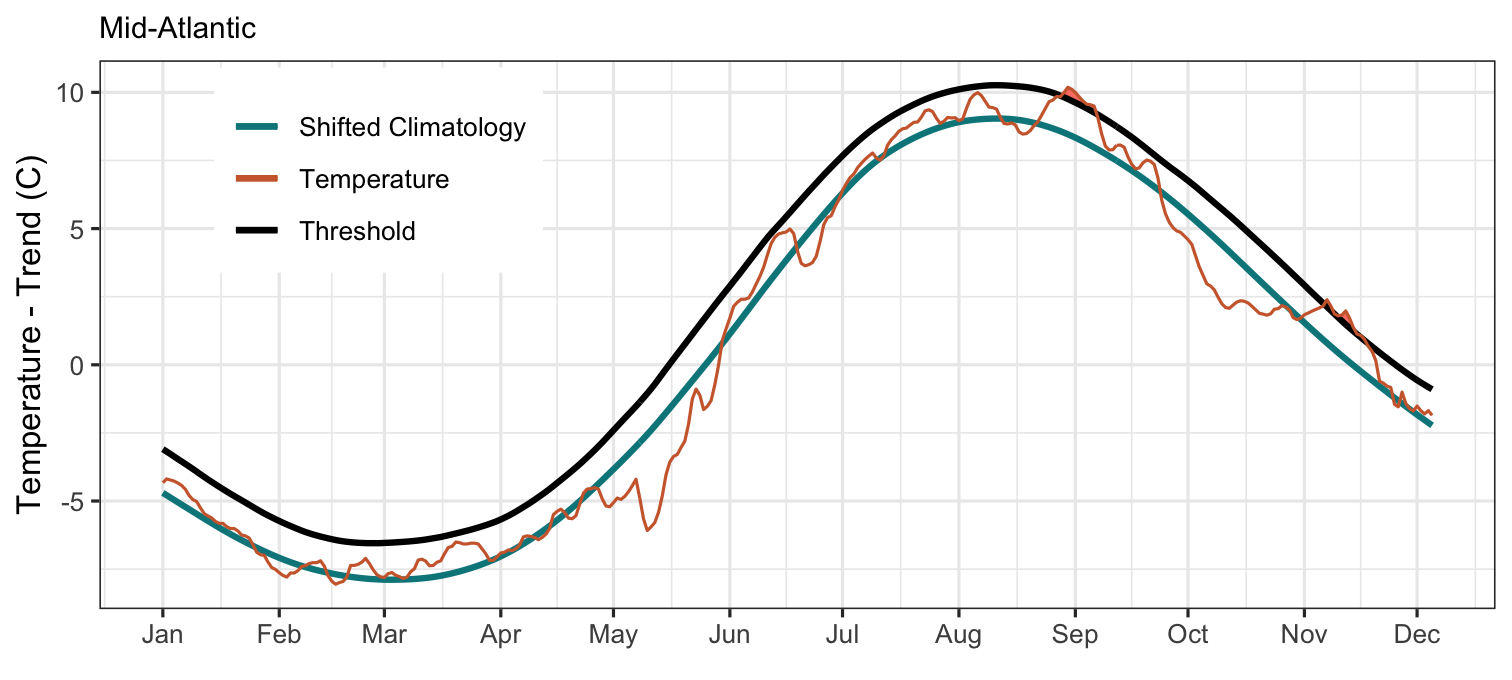 Mid-Atlantic
Temperature - Trend (C)
10
5
0
-5
Shifted Climatology
Temperature
Threshold
Jan Feb Mar Apr May Jun Jul Aug Sep Oct Nov Dec